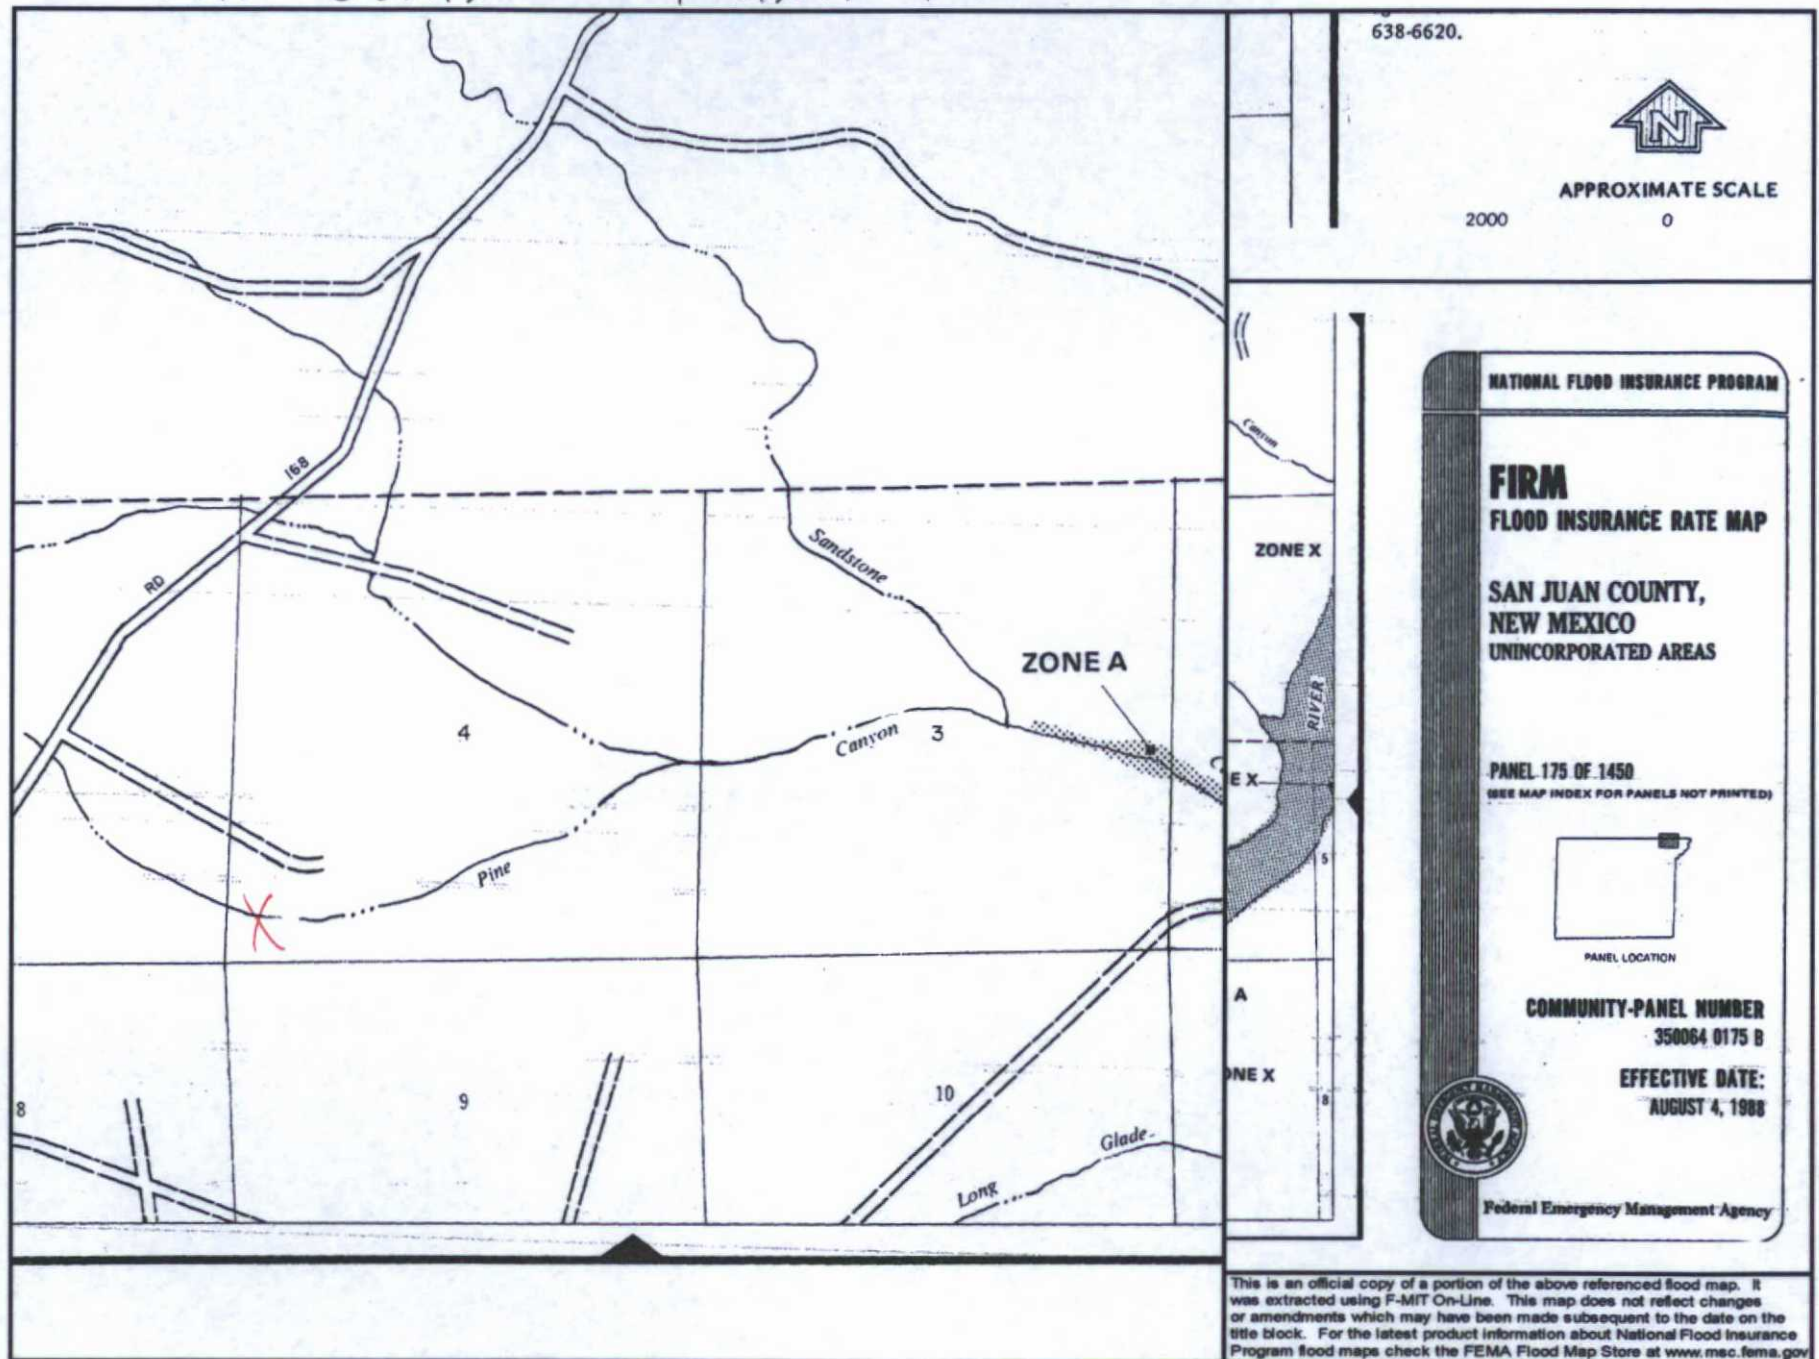 638-6620.
N
APPROXIMATE SCALE
2000 0
168
RD
Sandstone
ZONE A
4
Canyon
3
Pine
8
9
10
Long
Glade
Canyon
ZONE X
RIVER
E X
5
A
ONE X
8
NATIONAL FLOOD INSURANCE PROGRAM
FIRM
FLOOD INSURANCE RATE MAP
SAN JUAN COUNTY,
NEW MEXICO
UNINCORPORATED AREAS
PANEL 175 OF 1450
(SEE MAP INDEX FOR PANELS NOT PRINTED)
PANEL LOCATION
COMMUNITY-PANEL NUMBER
350064 0175 B
EFFECTIVE DATE:
AUGUST 4, 1988
Federal Emergency Management Agency
This is an official copy of a portion of the above referenced flood map. It
was extracted using F-MIT On-Line. This map does not reflect changes
or amendments which may have been made subsequent to the date on the
title block. For the latest product information about National Flood Insurance
Program flood maps check the FEMA Flood Map Store at www.msc.fema.gov